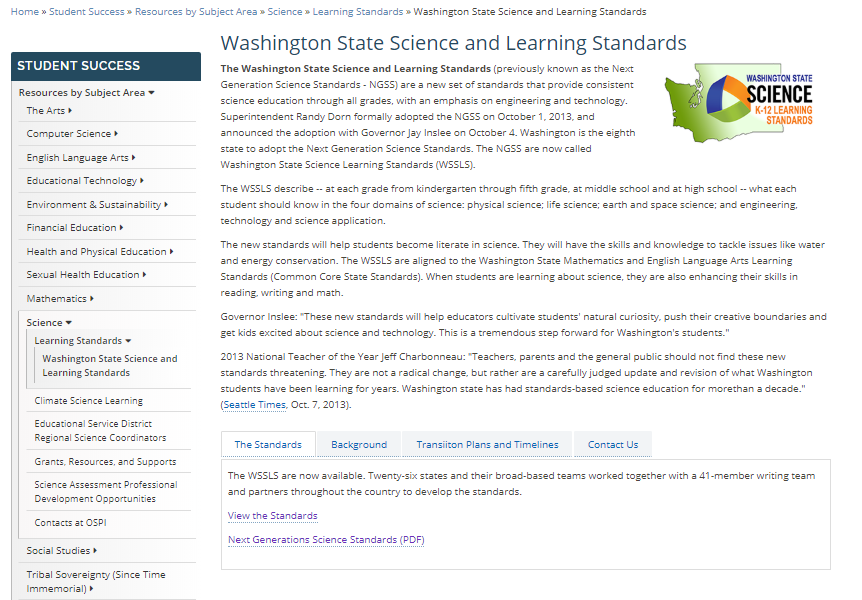 Home » Student Success » Resources by Subject Area » Science » Learning Standards » Washington State Science and Learning Standards
STUDENT SUCCESS
Resources by Subject Area
The Arts
Computer Science
English Language Arts
Educational Technology
Environment & Sustainability
Financial Education
Health and Physical Education
Sexual Health Education
Mathematics
Science
Learning Standards
Washington State Science and
Learning Standards
Climate Science Learning
Educational Service District
Regional Science Coordinators
Grants, Resources, and Supports
Science Assessment Professional
Development Opportunities
Contacts at OSPI
Social Studies
Tribal Sovereignty (Since Time
Immemorial)
Washington State Science and Learning Standards
The Washington State Science and Learning Standards (previously known as the Next
Generation Science Standards - NGSS) are a new set of standards that provide consistent
science education through all grades, with an emphasis on engineering and technology.
Superintendent Randy Dorn formally adopted the NGSS on October 1, 2013, and
announced the adoption with Governor Jay Inslee on October 4. Washington is the eighth
state to adopt the Next Generation Science Standards. The NGSS are now called
Washington State Science Learning Standards (WSSLS).
WASHINGTON STATE
SCIENCE
K-12 LEARNING
STANDARDS
The WSSLS describe -- at each grade from kindergarten through fifth grade, at middle school and at high school -- what each
student should know in the four domains of science: physical science; life science; earth and space science; and engineering,
technology and science application.
The new standards will help students become literate in science. They will have the skills and knowledge to tackle issues like water
and energy conservation. The WSSLS are aligned to the Washington State Mathematics and English Language Arts Learning
Standards (Common Core State Standards). When students are learning about science, they are also enhancing their skills in
reading, writing and math.
Governor Inslee: "These new standards will help educators cultivate students' natural curiosity, push their creative boundaries and
get kids excited about science and technology. This is a tremendous step forward for Washington's students."
2013 National Teacher of the Year Jeff Charbonneau: "Teachers, parents and the general public should not find these new
standards threatening. They are not a radical change, but rather are a carefully judged update and revision of what Washington
students have been learning for years. Washington state has had standards-based science education for morethan a decade."
(Seattle Times, Oct. 7, 2013).
The Standards
Background
Transiiton Plans and Timelines
Contact Us
The WSSLS are now available. Twenty-six states and their broad-based teams worked together with a 41-member writing team
and partners throughout the country to develop the standards.
View the Standards
Next Generations Science Standards (PDF)